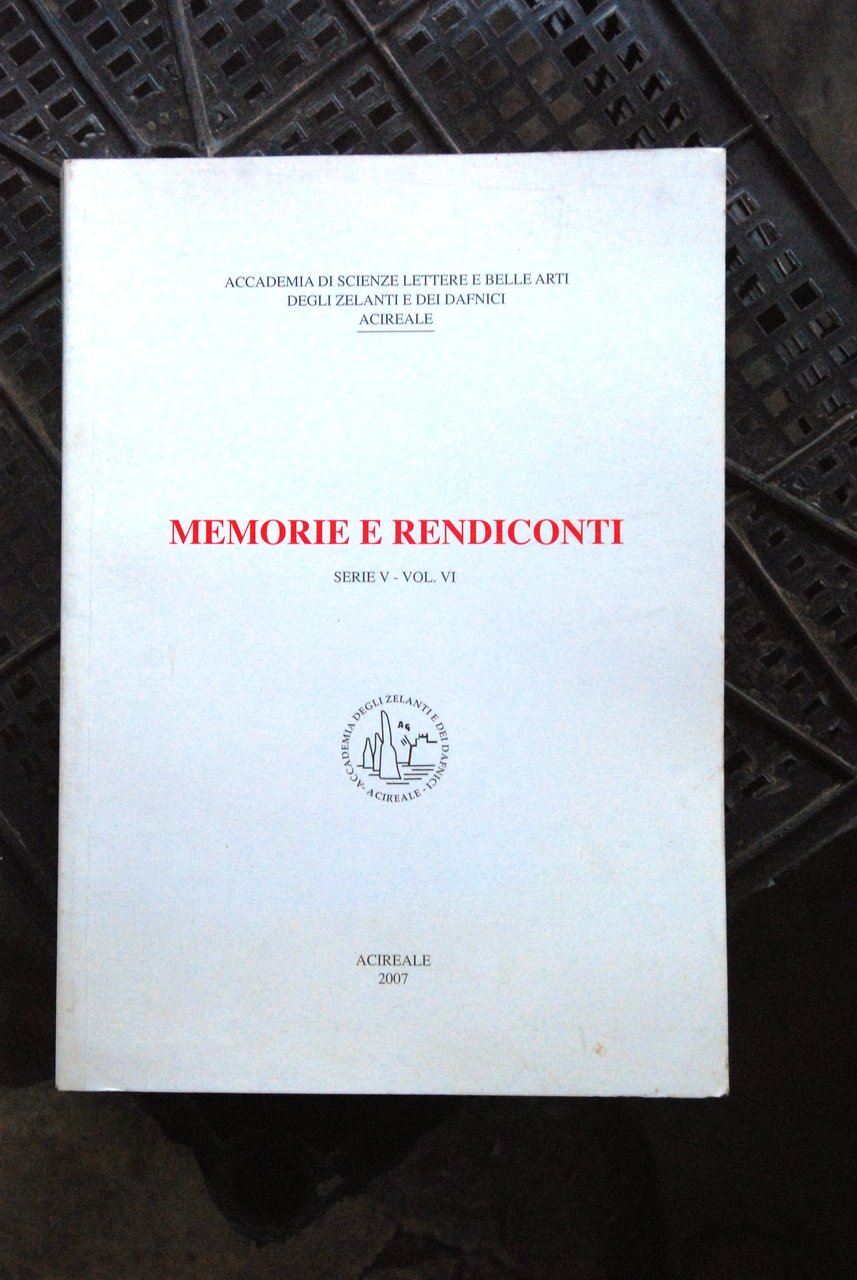 ACCADEMIA DI SCIENZE LETTERE E BELLE ARTI
DEGLI ZELANTI E DEI DAFNICI
ACIREALE
MEMORIE E RENDICONTI
SERIE V - VOL. VI
ACCADEMIA DEGLI ZELANTI E DEI DAFNICI
- ACIREALE -
AG
ACIREALE
2007